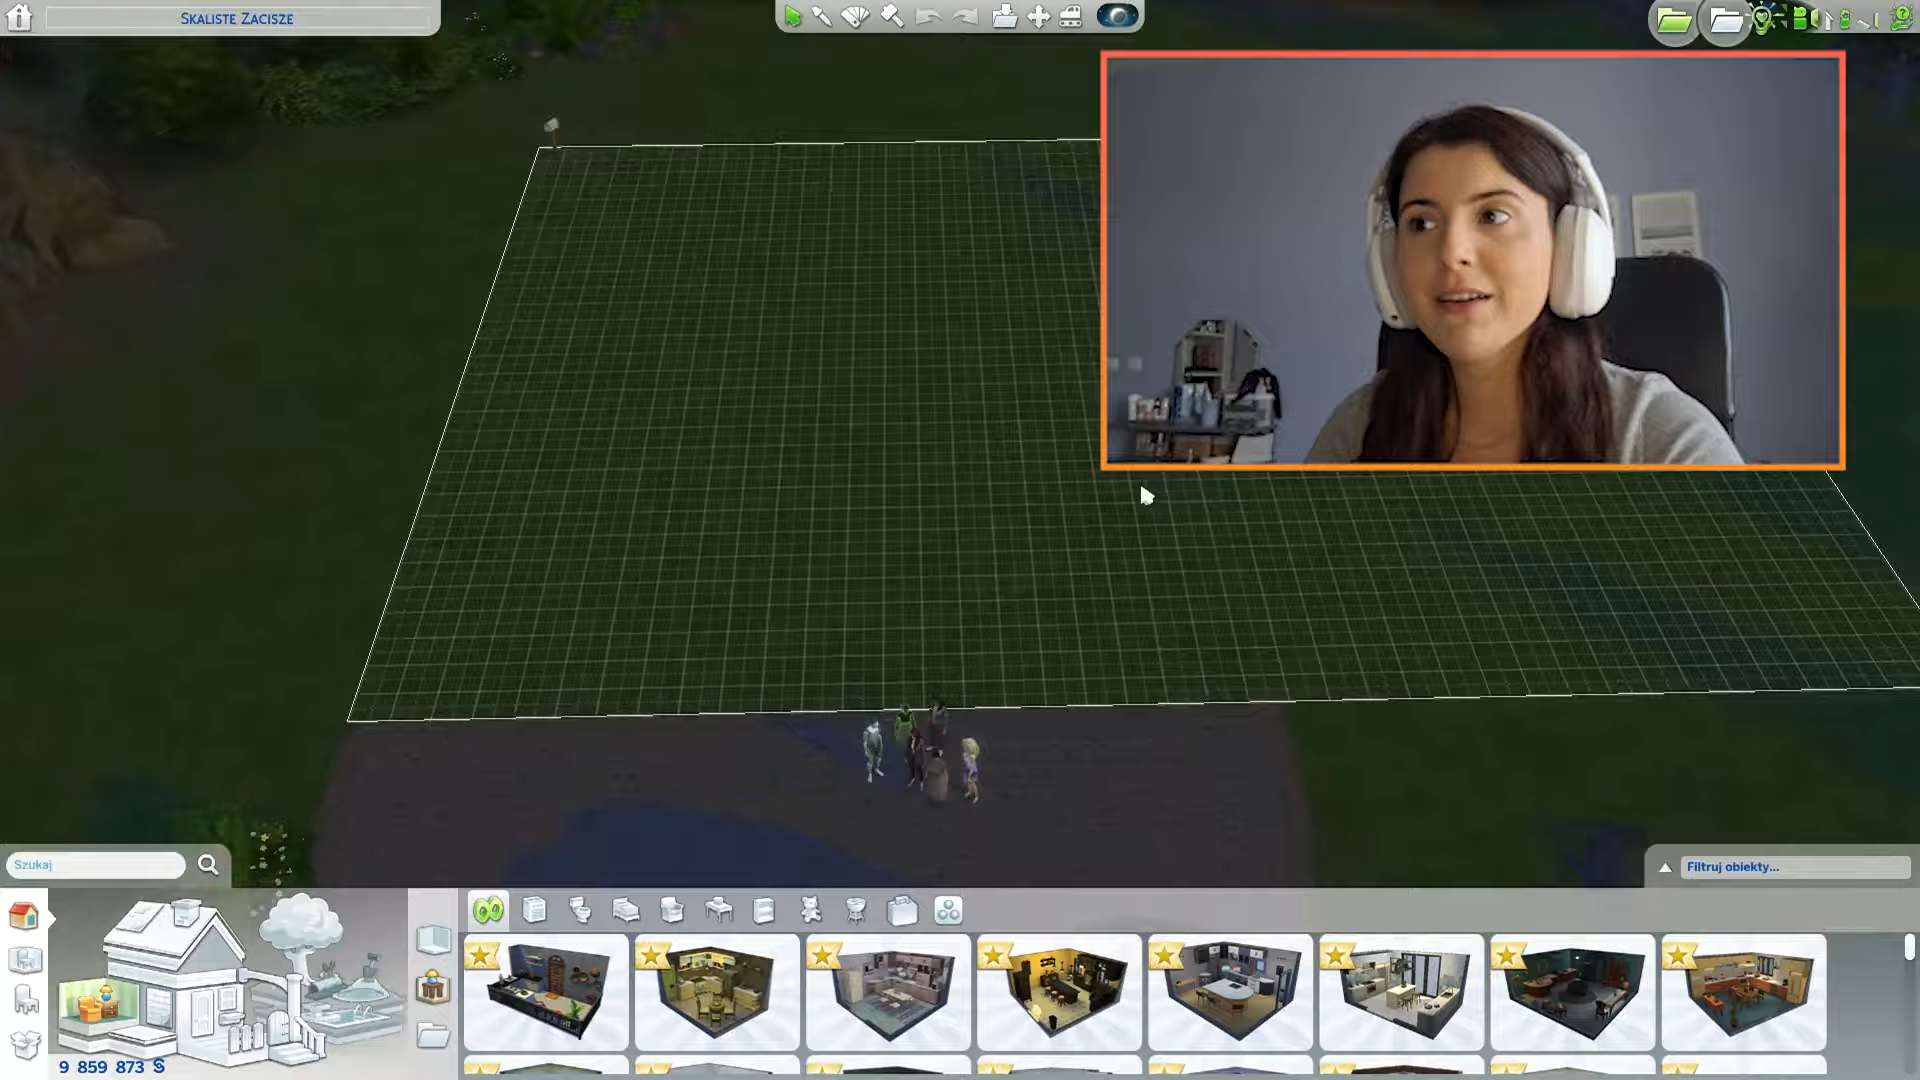 SKALISTE ZACISZE
Szukaj
Filtruj obiekty...
9 859 873 §